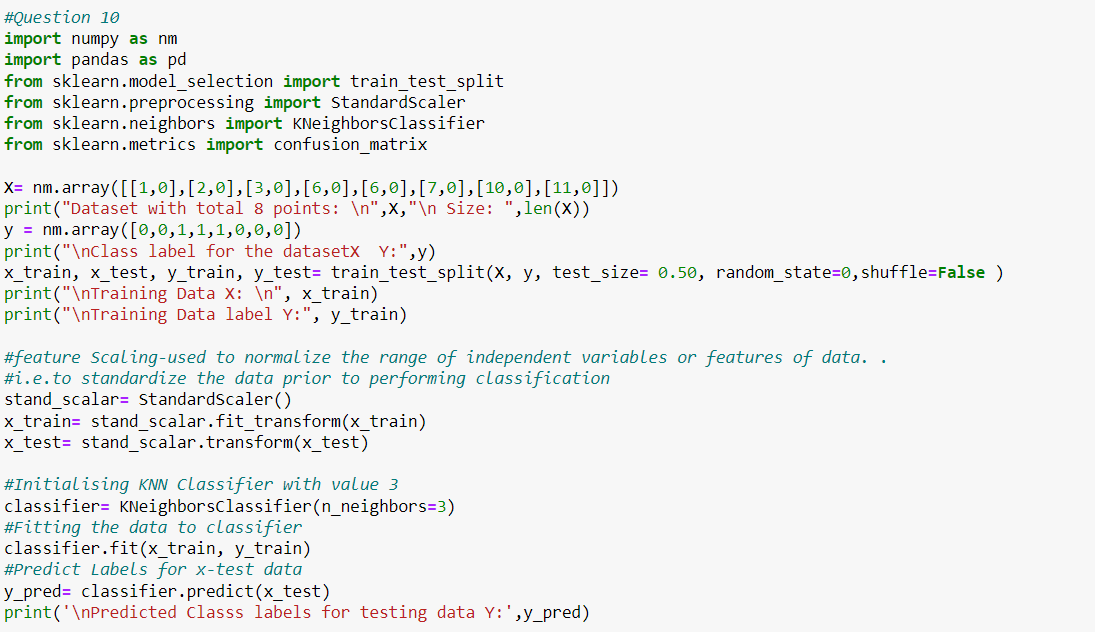 #Question 10
import numpy as nm
import pandas as pd
from sklearn.model_selection import train_test_split
from sklearn.preprocessing import StandardScaler
from sklearn.neighbors import KNeighborsClassifier
from sklearn.metrics import confusion_matrix
X= nm.array([[1,0],[2,0],[3,0],[6,0],[6,0],[7,0],[10,0],[11,0]])
print("Dataset with total 8 points: \n",X,"\n Size: ",len(X))
y = nm.array([0,0,1,1,1,0,0,0])
print("\nClass label for the datasetX  Y:",y)
x_train, x_test, y_train, y_test= train_test_split(X, y, test_size= 0.50, random_state=0,shuffle=False )
print("\nTraining Data X: \n", x_train)
print("\nTraining Data label Y:", y_train)
#feature Scaling-used to normalize the range of independent variables or features of data. .
#i.e.to standardize the data prior to performing classification
stand_scalar= StandardScaler()
x_train= stand_scalar.fit_transform(x_train)
x_test= stand_scalar.transform(x_test)
#Initialising KNN Classifier with value 3
classifier= KNeighborsClassifier(n_neighbors=3)
#Fitting the data to classifier
classifier.fit(x_train, y_train)
#Predict Labels for x-test data
y_pred= classifier.predict(x_test)
print('\nPredicted Classs labels for testing data Y:',y_pred)